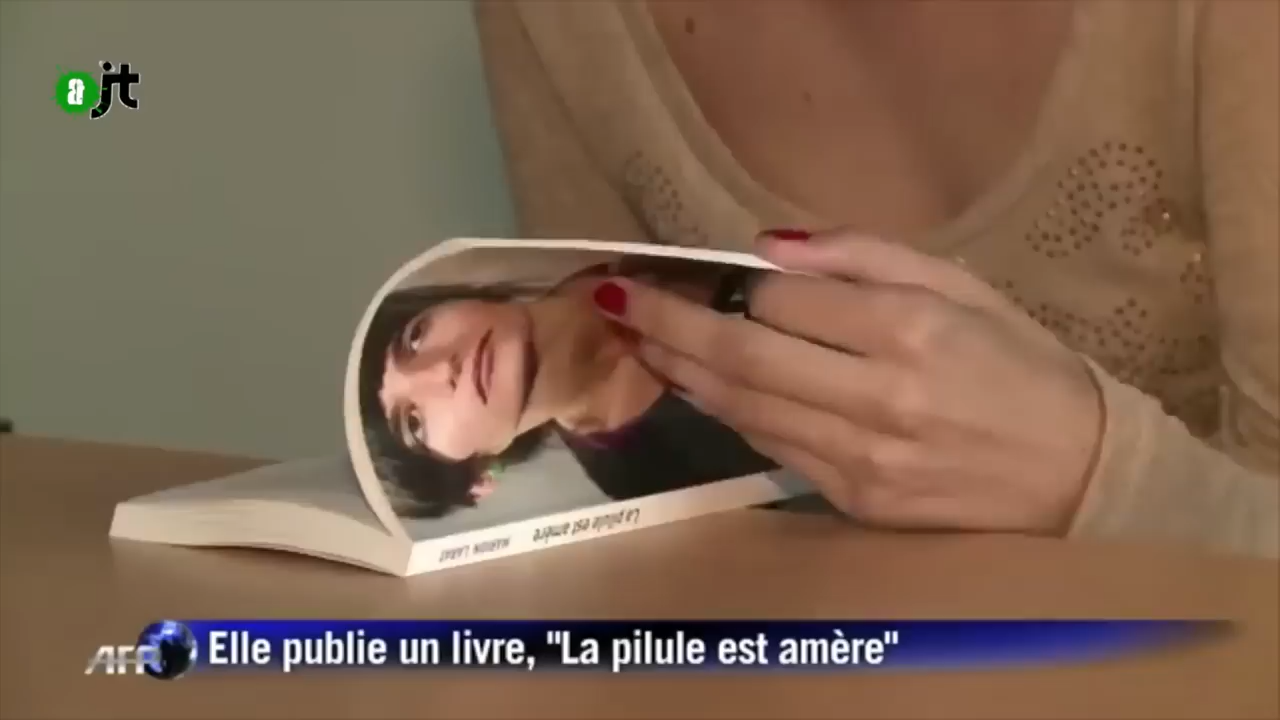 ajt
La pilule est amère
MARION LARAT
AFP
Elle publie un livre, "La pilule est amère"